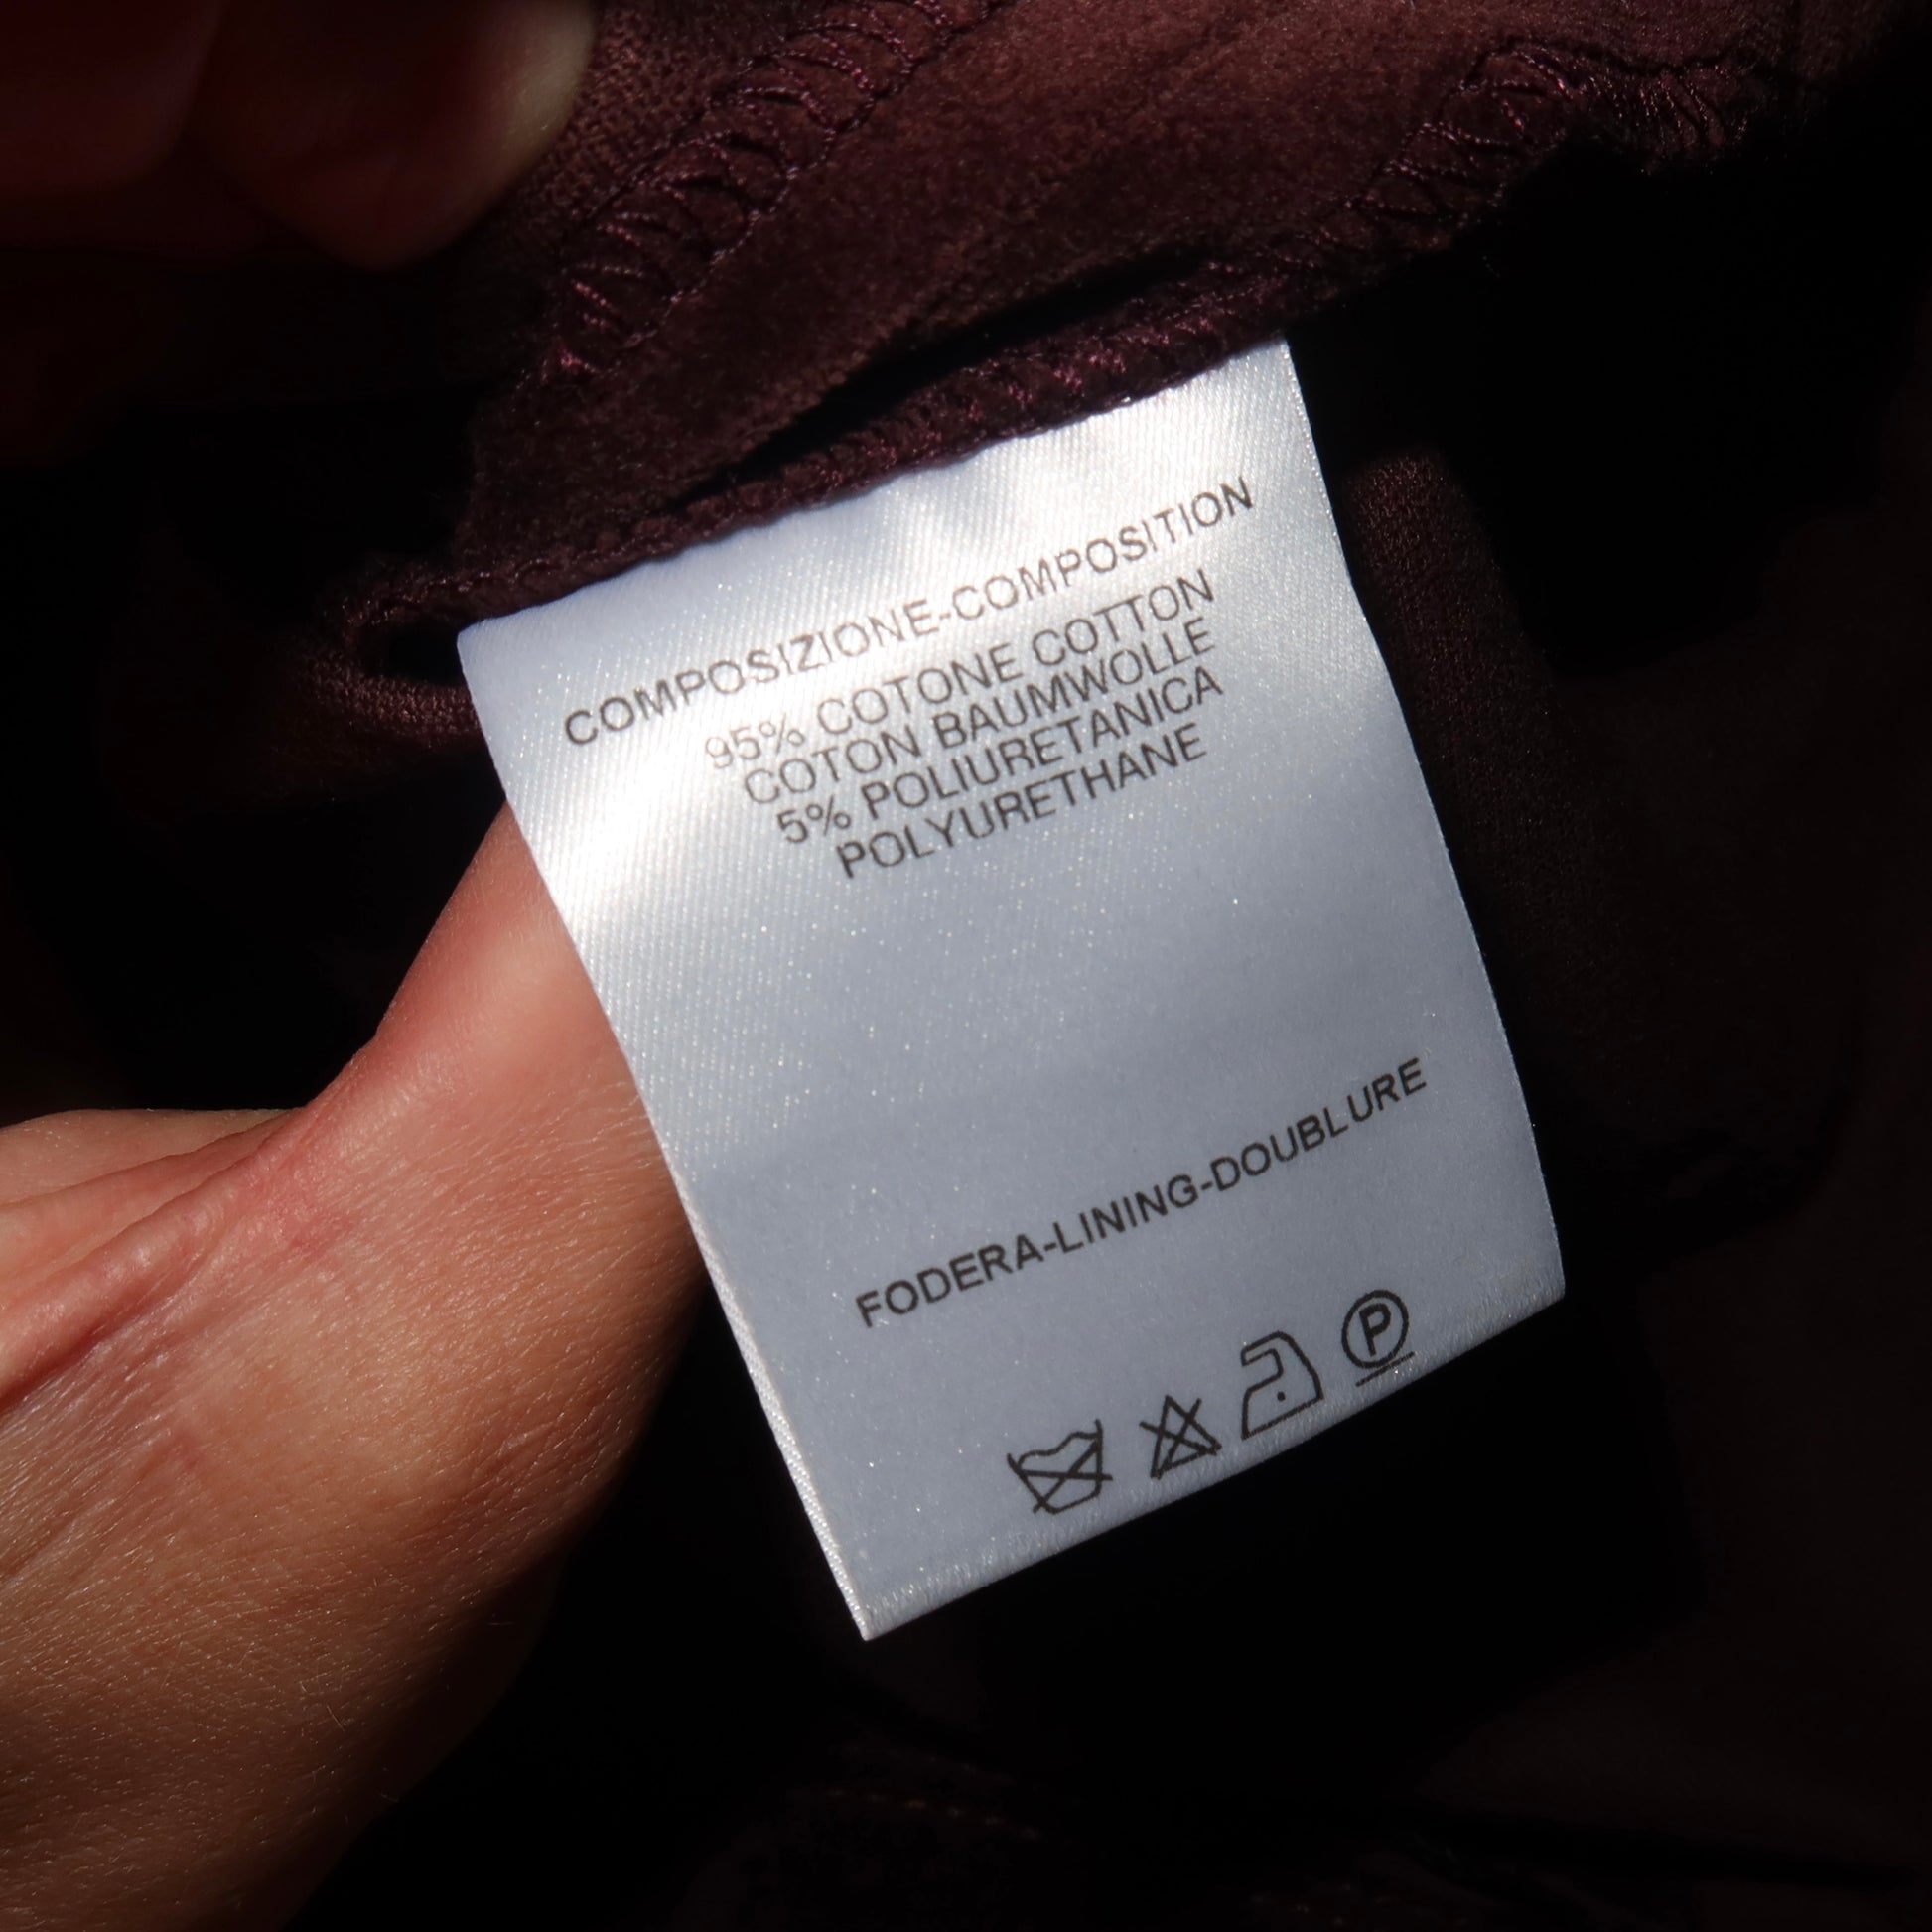 COMPOSIZIONE-COMPOSITION
95% COTONE COTTON
COTON BAUMWOLLE
5% POLIURETANICA
POLYURETHANE
FODERA-LINING-DOUBLURE
P